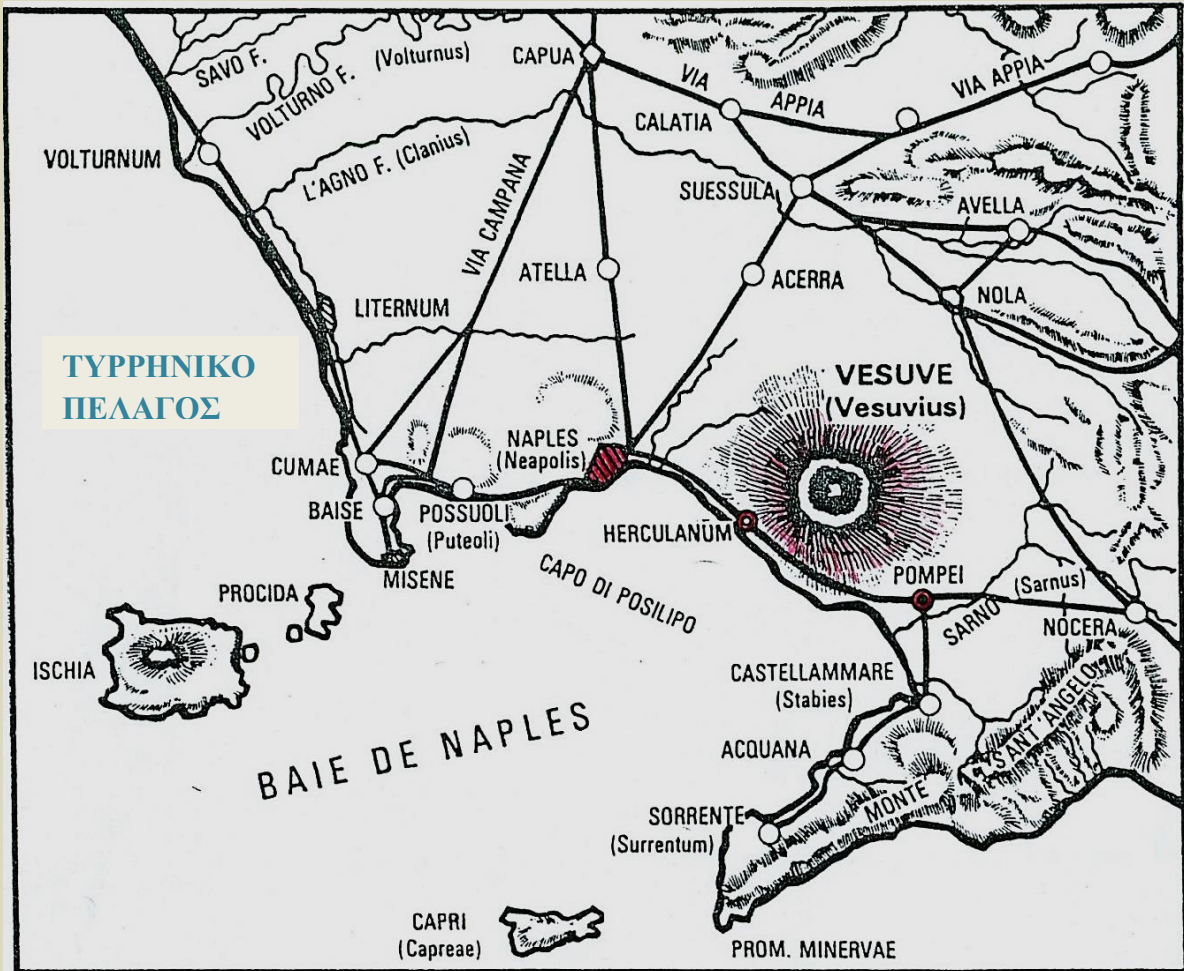 SAVO F.
VOLTURNO F.
(Volturnus)
CAPUA
VIA
APPIA
VIA APPIA
CALATIA
VOLTURNUM
L'AGNO F. (Clanius)
SUESSULA
AVELLA
VIA CAMPANA
ATELLA
ACERRA
NOLA
LITERNUM
ΤΥΡΡΗΝΙΚΟ
ΠΕΛΑΓΟΣ
VESUVE
(Vesuvius)
NAPLES
(Neapolis)
CUMAE
BAISE
POSSUOLI
(Puteoli)
HERCULANŪM
MISENE
CAPO DI POSILIPO
POMPEI
SARNO
(Sarnus)
NOCERA
PROCIDA
ISCHIA
CASTELLAMMARE
(Stabies)
BAIE DE NAPLES
ACQUANA
MONTE
SANT'ANGELO
SORRENTE
(Surrentum)
CAPRI
(Capreae)
PROM. MINERVAE